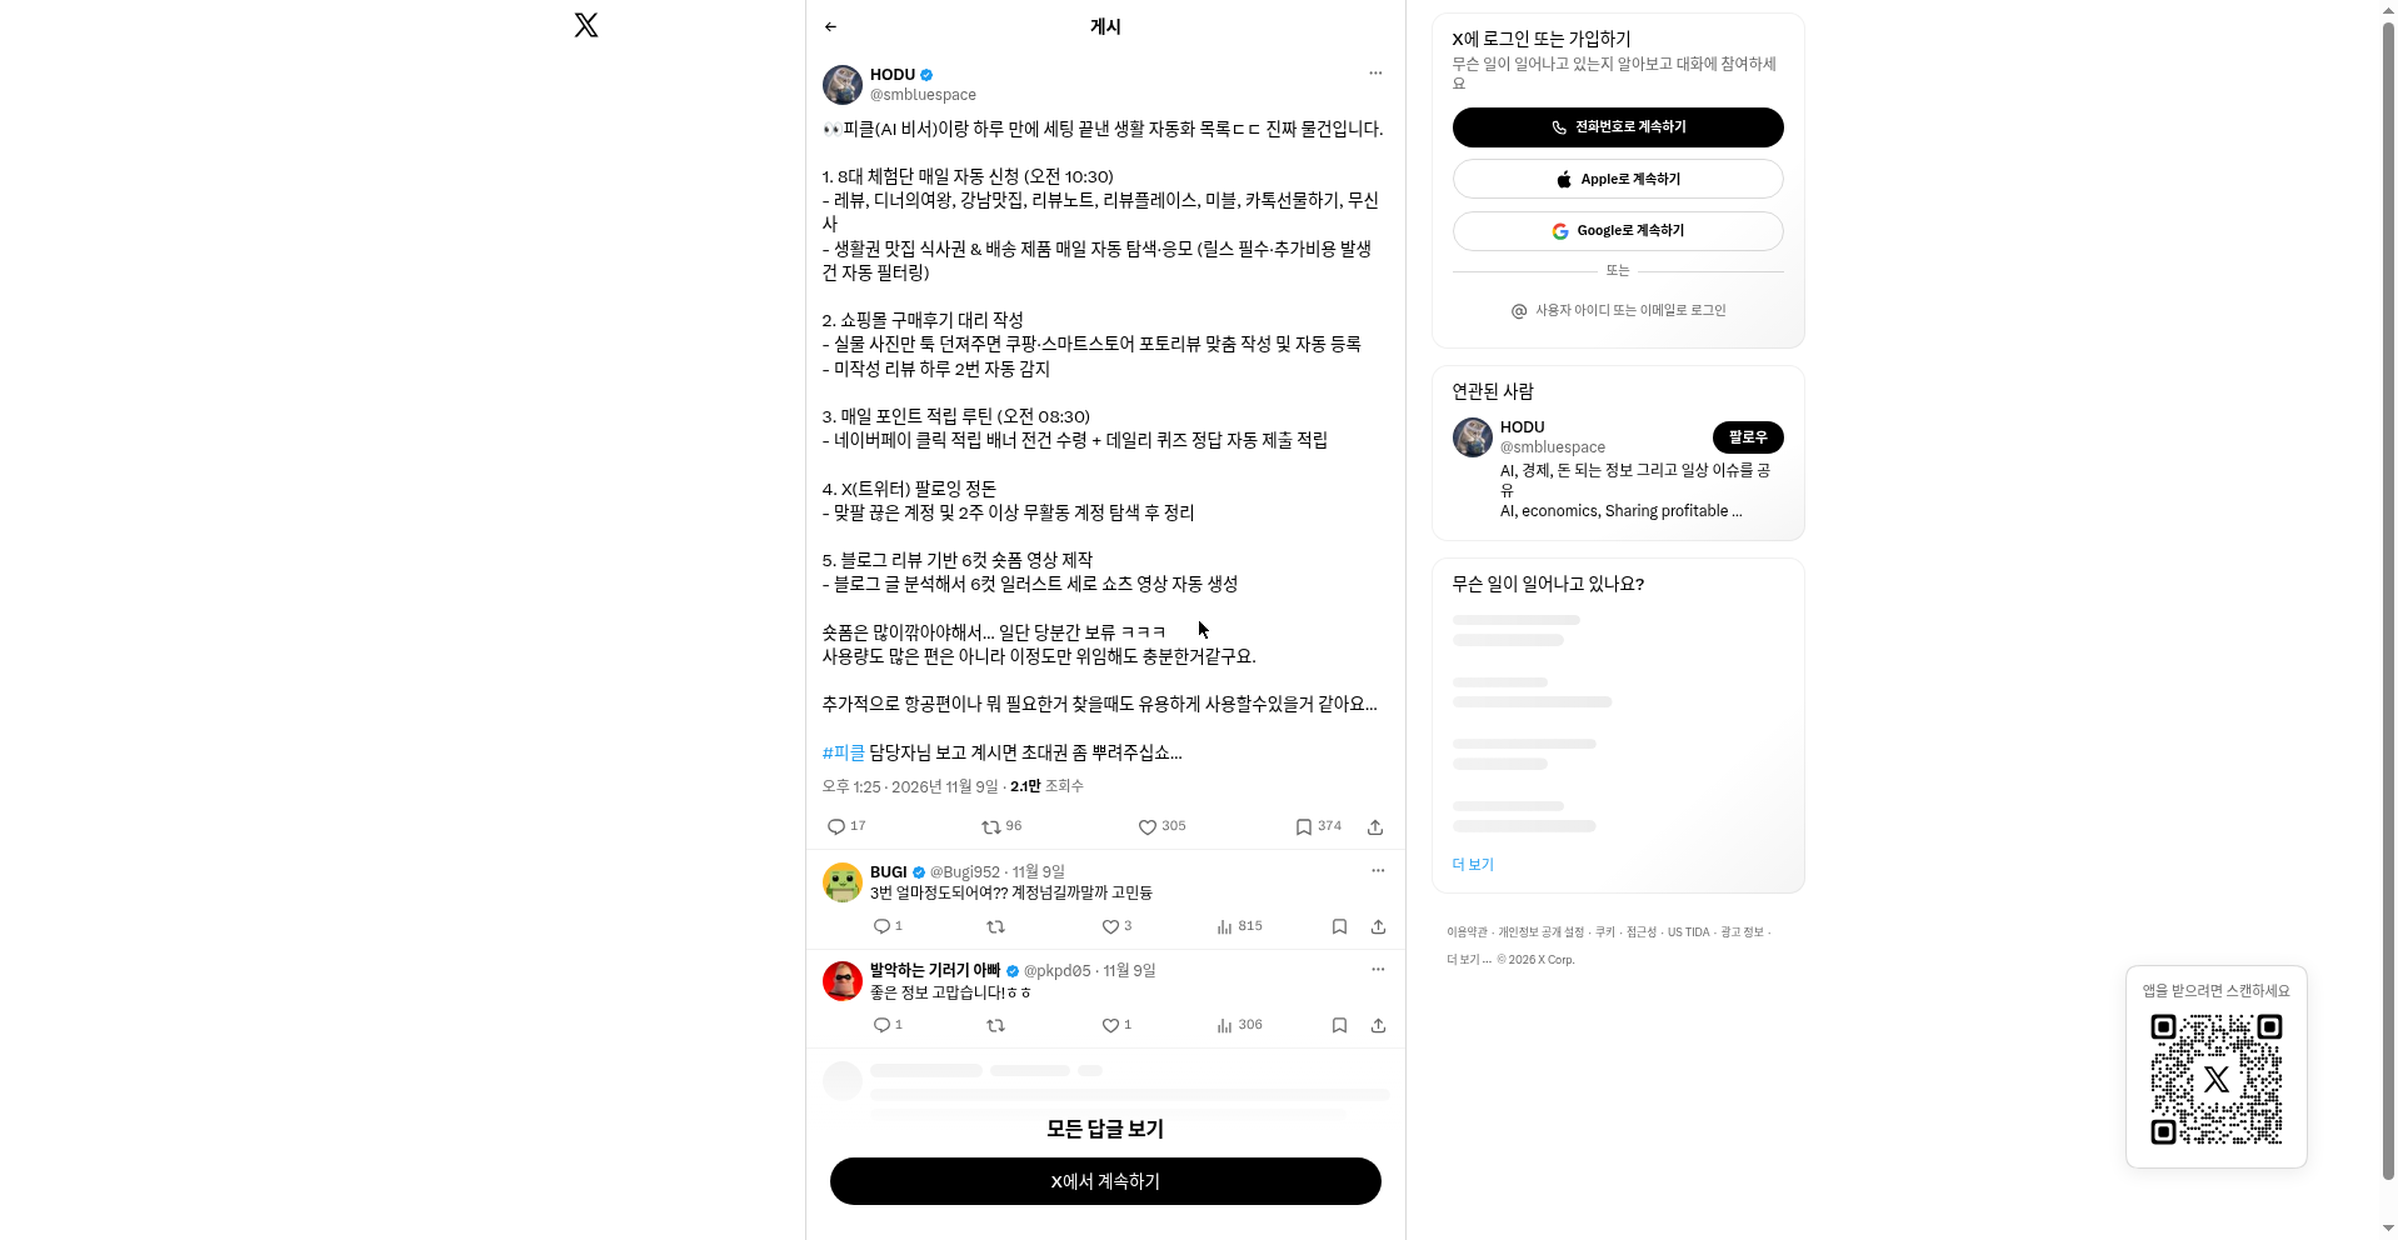 게시
HODU
@smbluespace
👀피클(AI 비서)이랑 하루 만에 세팅 끝낸 생활 자동화 목록ㄷㄷ 진짜 물건입니다.
1. 8대 체험단 매일 자동 신청 (오전 10:30)
- 레뷰, 디너의여왕, 강남맛집, 리뷰노트, 리뷰플레이스, 미블, 카톡선물하기, 무신
사
- 생활권 맛집 식사권 & 배송 제품 매일 자동 탐색·응모 (릴스 필수·추가비용 발생
건 자동 필터링)
2. 쇼핑몰 구매후기 대리 작성
- 실물 사진만 툭 던져주면 쿠팡·스마트스토어 포토리뷰 맞춤 작성 및 자동 등록
- 미작성 리뷰 하루 2번 자동 감지
3. 매일 포인트 적립 루틴 (오전 08:30)
- 네이버페이 클릭 적립 배너 전건 수령 + 데일리 퀴즈 정답 자동 제출 적립
4. X(트위터) 팔로잉 정돈
- 맞팔 끊은 계정 및 2주 이상 무활동 계정 탐색 후 정리
5. 블로그 리뷰 기반 6컷 숏폼 영상 제작
- 블로그 글 분석해서 6컷 일러스트 세로 쇼츠 영상 자동 생성
숏폼은 많이깎아야해서... 일단 당분간 보류 ㅋㅋㅋ
사용량도 많은 편은 아니라 이정도만 위임해도 충분한거같구요.
추가적으로 항공편이나 뭐 필요한거 찾을때도 유용하게 사용할수있을거 같아요...
#피클 담당자님 보고 계시면 초대권 좀 뿌려주십쇼...
오후 1:25 · 2026년 11월 9일 · 2.1만 조회수
17 96 305 374
BUGI @Bugi952 · 11월 9일
3번 얼마정도되어여?? 계정넘길까말까 고민듕
1 3 815
발악하는 기러기 아빠 @pkpd05 · 11월 9일
좋은 정보 고맙습니다!ㅎㅎ
1 1 306
모든 답글 보기
X에서 계속하기
X에 로그인 또는 가입하기
무슨 일이 일어나고 있는지 알아보고 대화에 참여하세
요
전화번호로 계속하기
Apple로 계속하기
Google로 계속하기
또는
@ 사용자 아이디 또는 이메일로 로그인
연관된 사람
HODU
@smbluespace
팔로우
AI, 경제, 돈 되는 정보 그리고 일상 이슈를 공
유
AI, economics, Sharing profitable ...
무슨 일이 일어나고 있나요?
더 보기
이용약관 · 개인정보 공개 설정 · 쿠키 · 접근성 · US TIDA · 광고 정보 ·
더 보기 ... © 2026 X Corp.
앱을 받으려면 스캔하세요